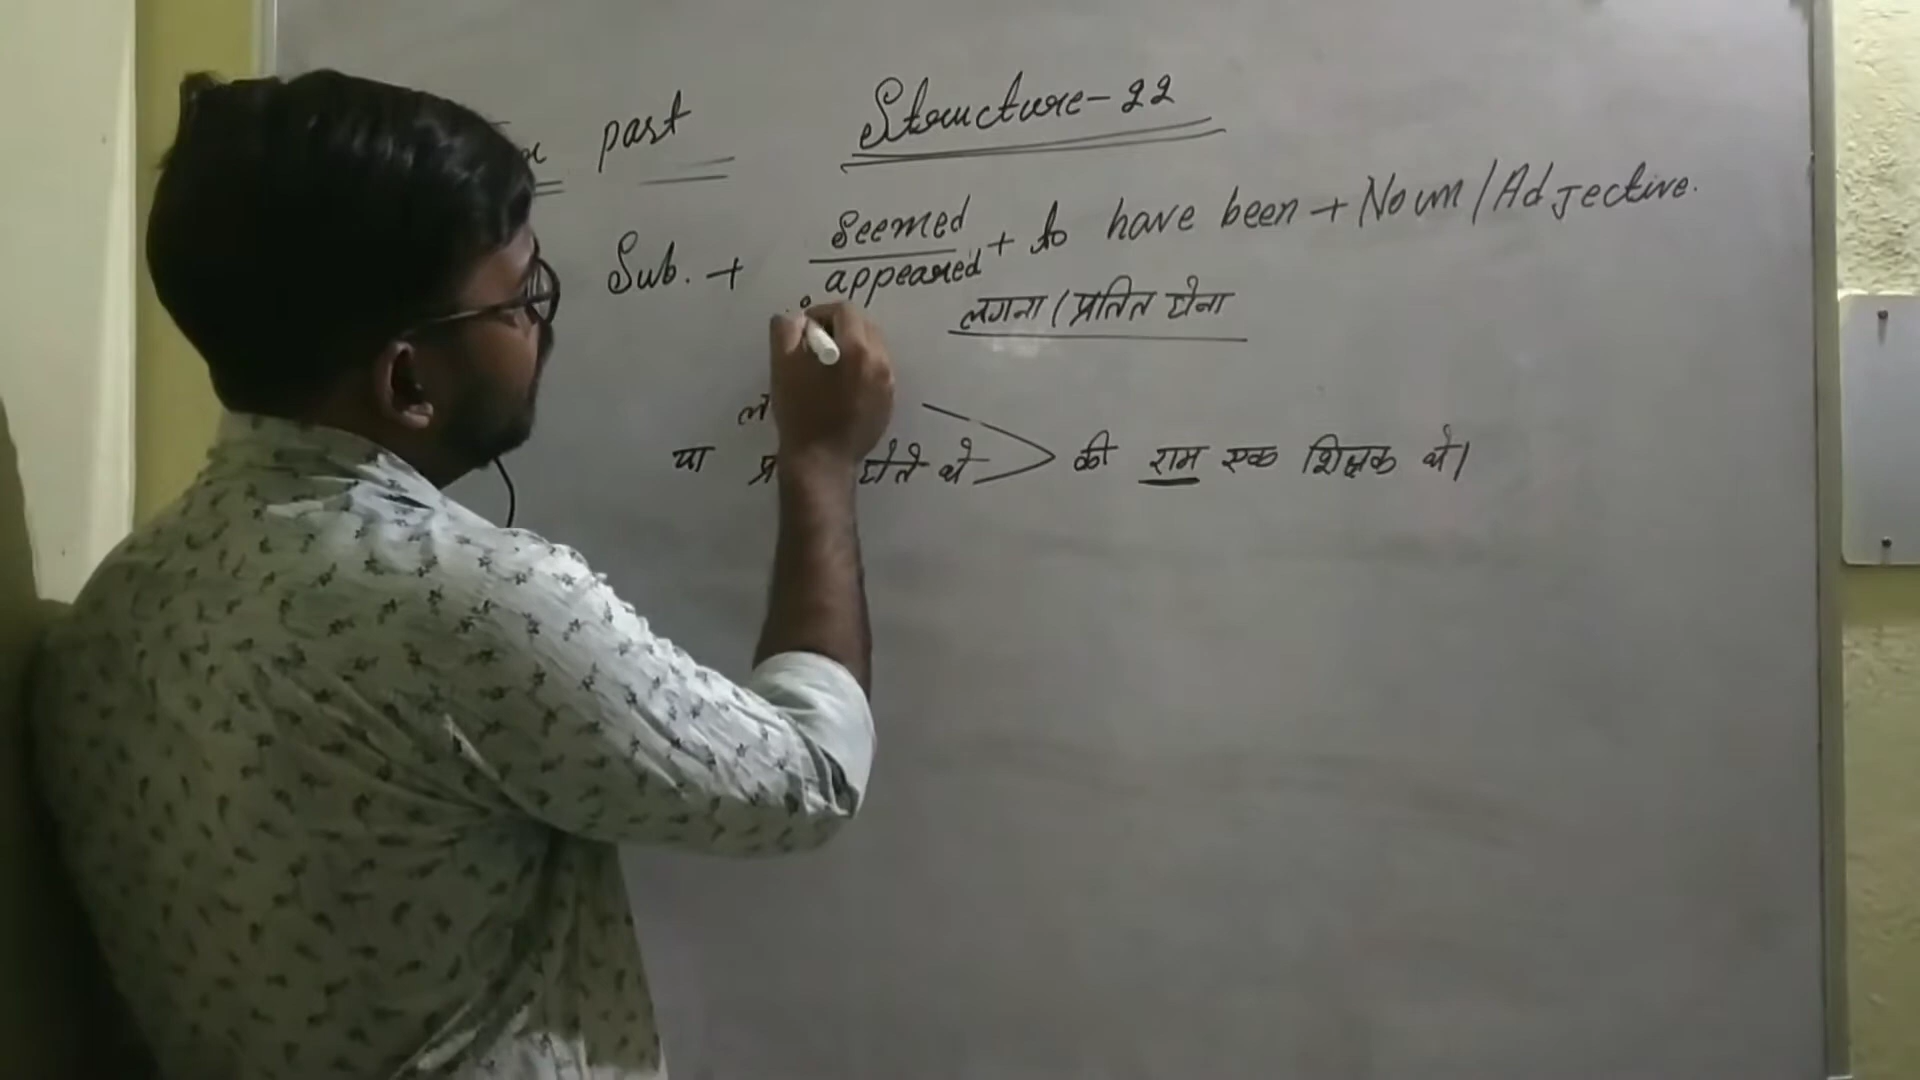 past Structure-22
Sub. + seemed / appeared + to have been + Noun/Adjective.
लगना/प्रतित होना
या होते थे की राम एक शिक्षक थे।